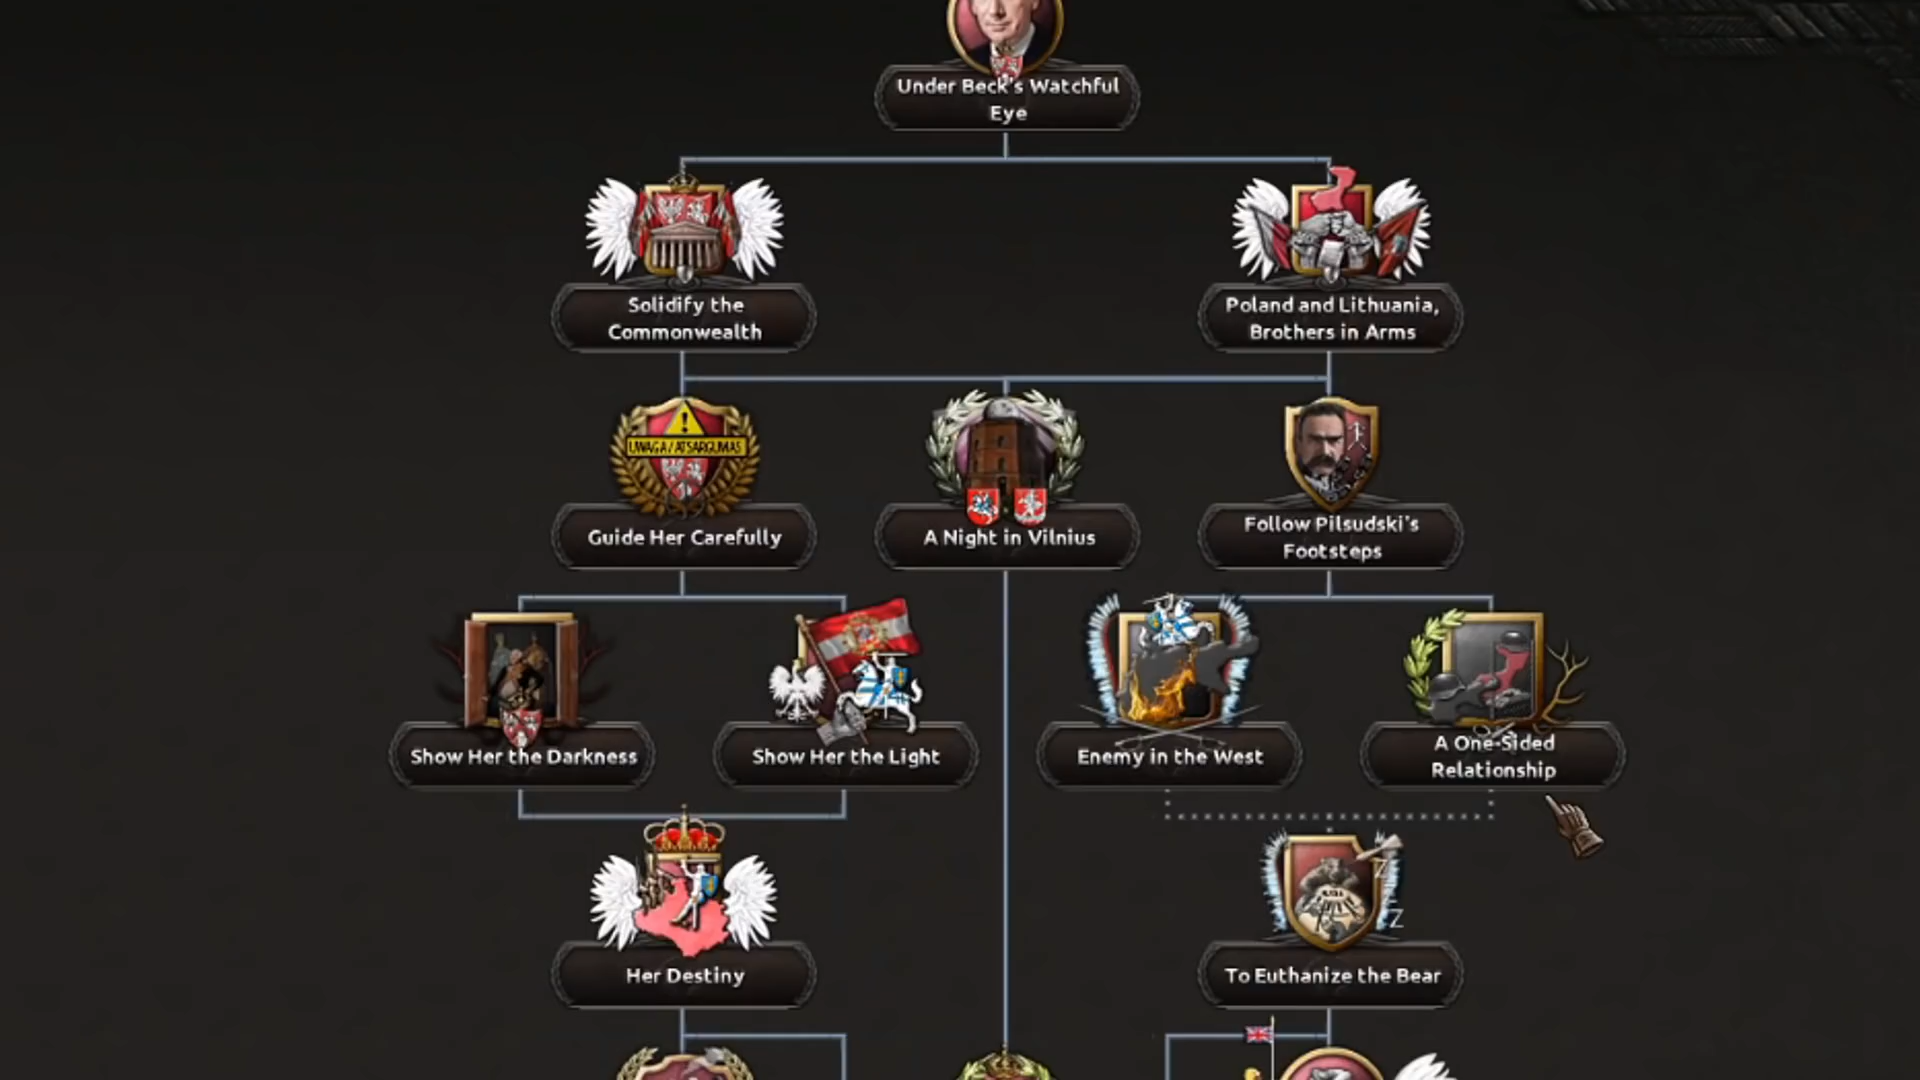 Under Beck's Watchful
Eye
Solidify the
Commonwealth
Poland and Lithuania,
Brothers in Arms
UWAGA / ATSARGUMAS
Guide Her Carefully
A Night in Vilnius
Follow Pilsudski's
Footsteps
Show Her the Darkness
Show Her the Light
Enemy in the West
A One-Sided
Relationship
Z
Z
Her Destiny
To Euthanize the Bear